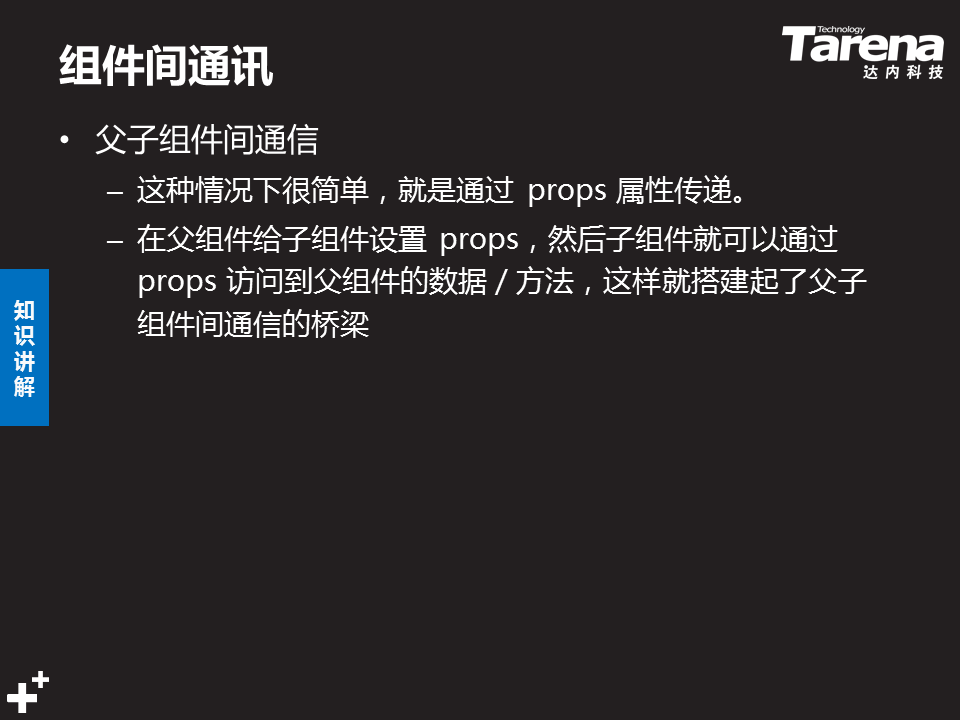 组件间通讯
Technology
Tarena
达内科技
• 父子组件间通信
– 这种情况下很简单，就是通过 props 属性传递。
– 在父组件给子组件设置 props，然后子组件就可以通过
props 访问到父组件的数据／方法，这样就搭建起了父子
组件间通信的桥梁
知
识
讲
解